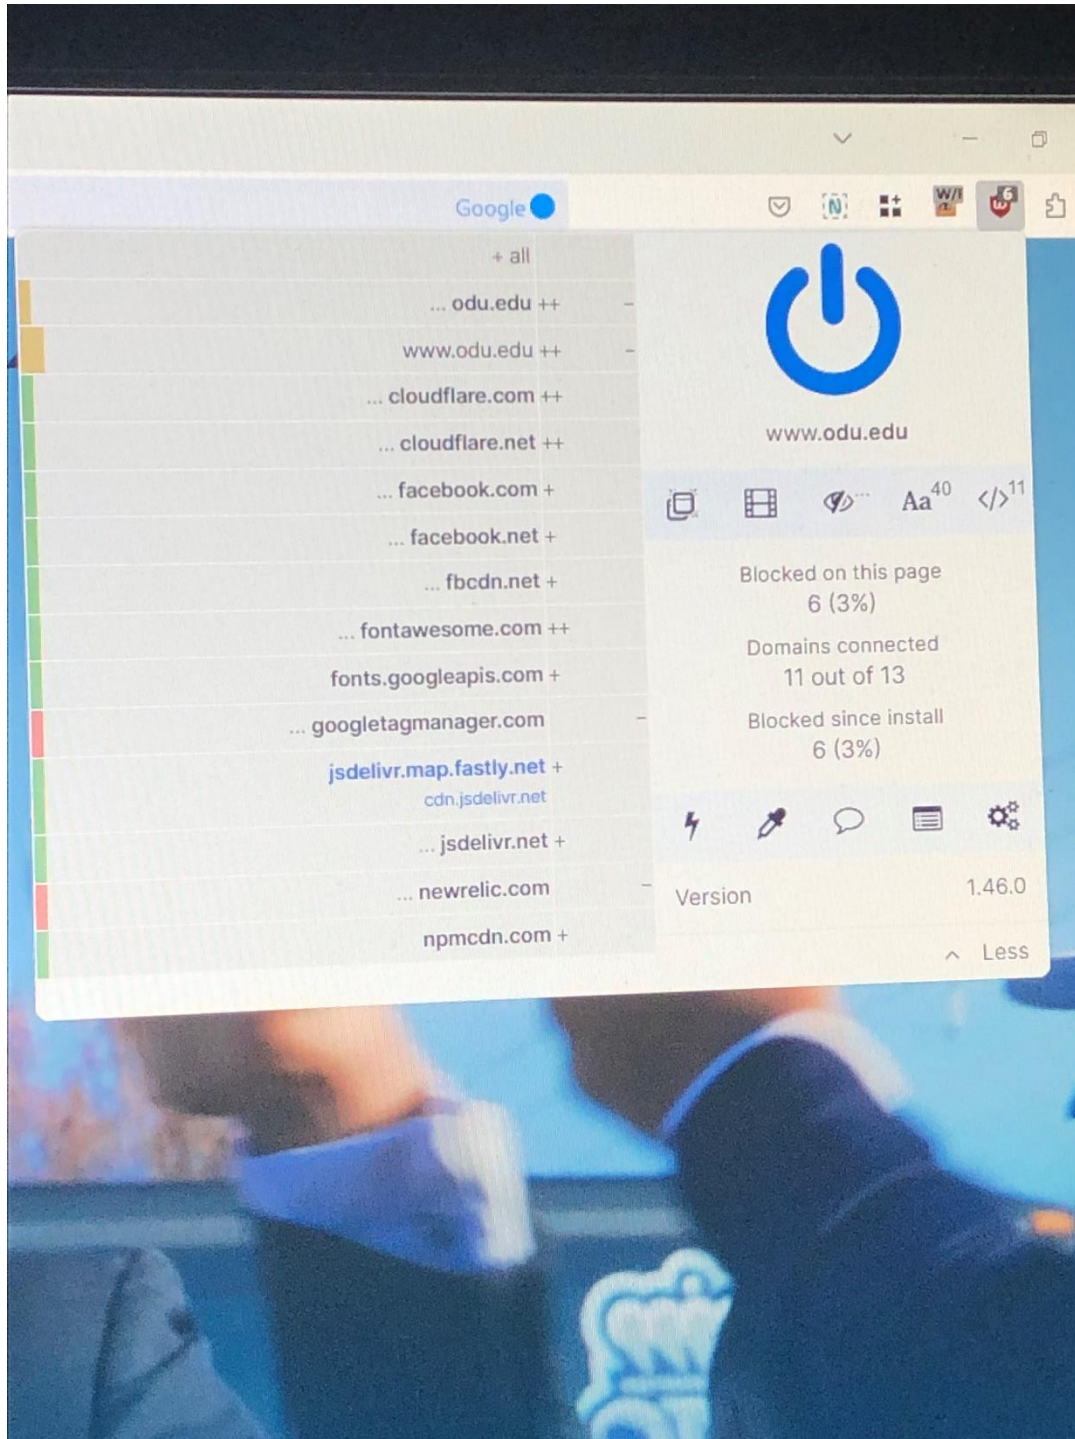 Google
W/I
6
+ all
... odu.edu ++ –
www.odu.edu ++ –
... cloudflare.com ++
... cloudflare.net ++
... facebook.com +
... facebook.net +
... fbcdn.net +
... fontawesome.com ++
fonts.googleapis.com +
... googletagmanager.com –
jsdelivr.map.fastly.net +
cdn.jsdelivr.net
... jsdelivr.net +
... newrelic.com –
npmcdn.com +
www.odu.edu
Aa 40 </> 11
Blocked on this page
6 (3%)
Domains connected
11 out of 13
Blocked since install
6 (3%)
Version 1.46.0
Less